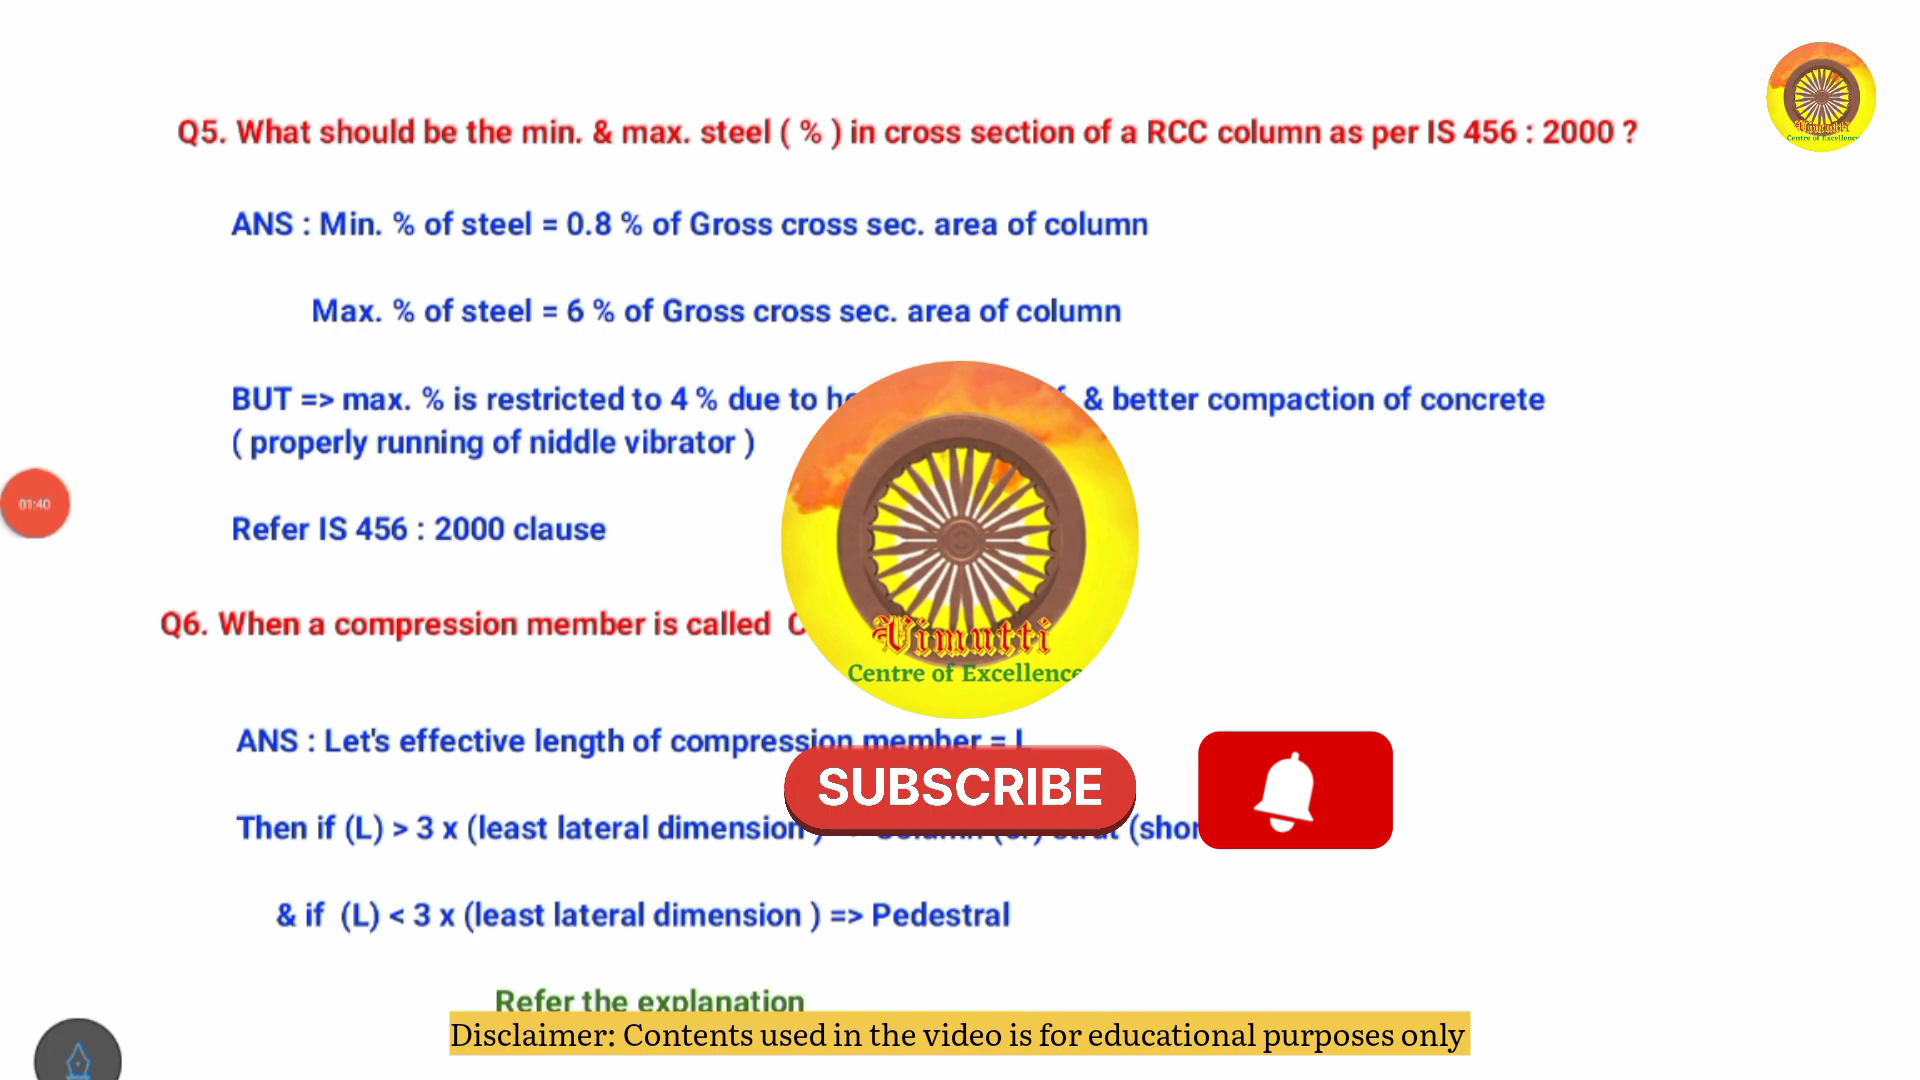 Q5. What should be the min. & max. steel ( % ) in cross section of a RCC column as per IS 456 : 2000 ?
Vimutti
Centre of Excellence
ANS : Min. % of steel = 0.8 % of Gross cross sec. area of column
Max. % of steel = 6 % of Gross cross sec. area of column
BUT => max. % is restricted to 4 % due to & better compaction of concrete
( properly running of niddle vibrator )
01:40
Refer IS 456 : 2000 clause
Q6. When a compression member is called
Vimutti
Centre of Excellence
ANS : Let's effective length of compression member = L
SUBSCRIBE
Then if (L) > 3 x (least lateral dimension ) (shor
& if (L) < 3 x (least lateral dimension ) => Pedestral
Refer the explanation
Disclaimer: Contents used in the video is for educational purposes only